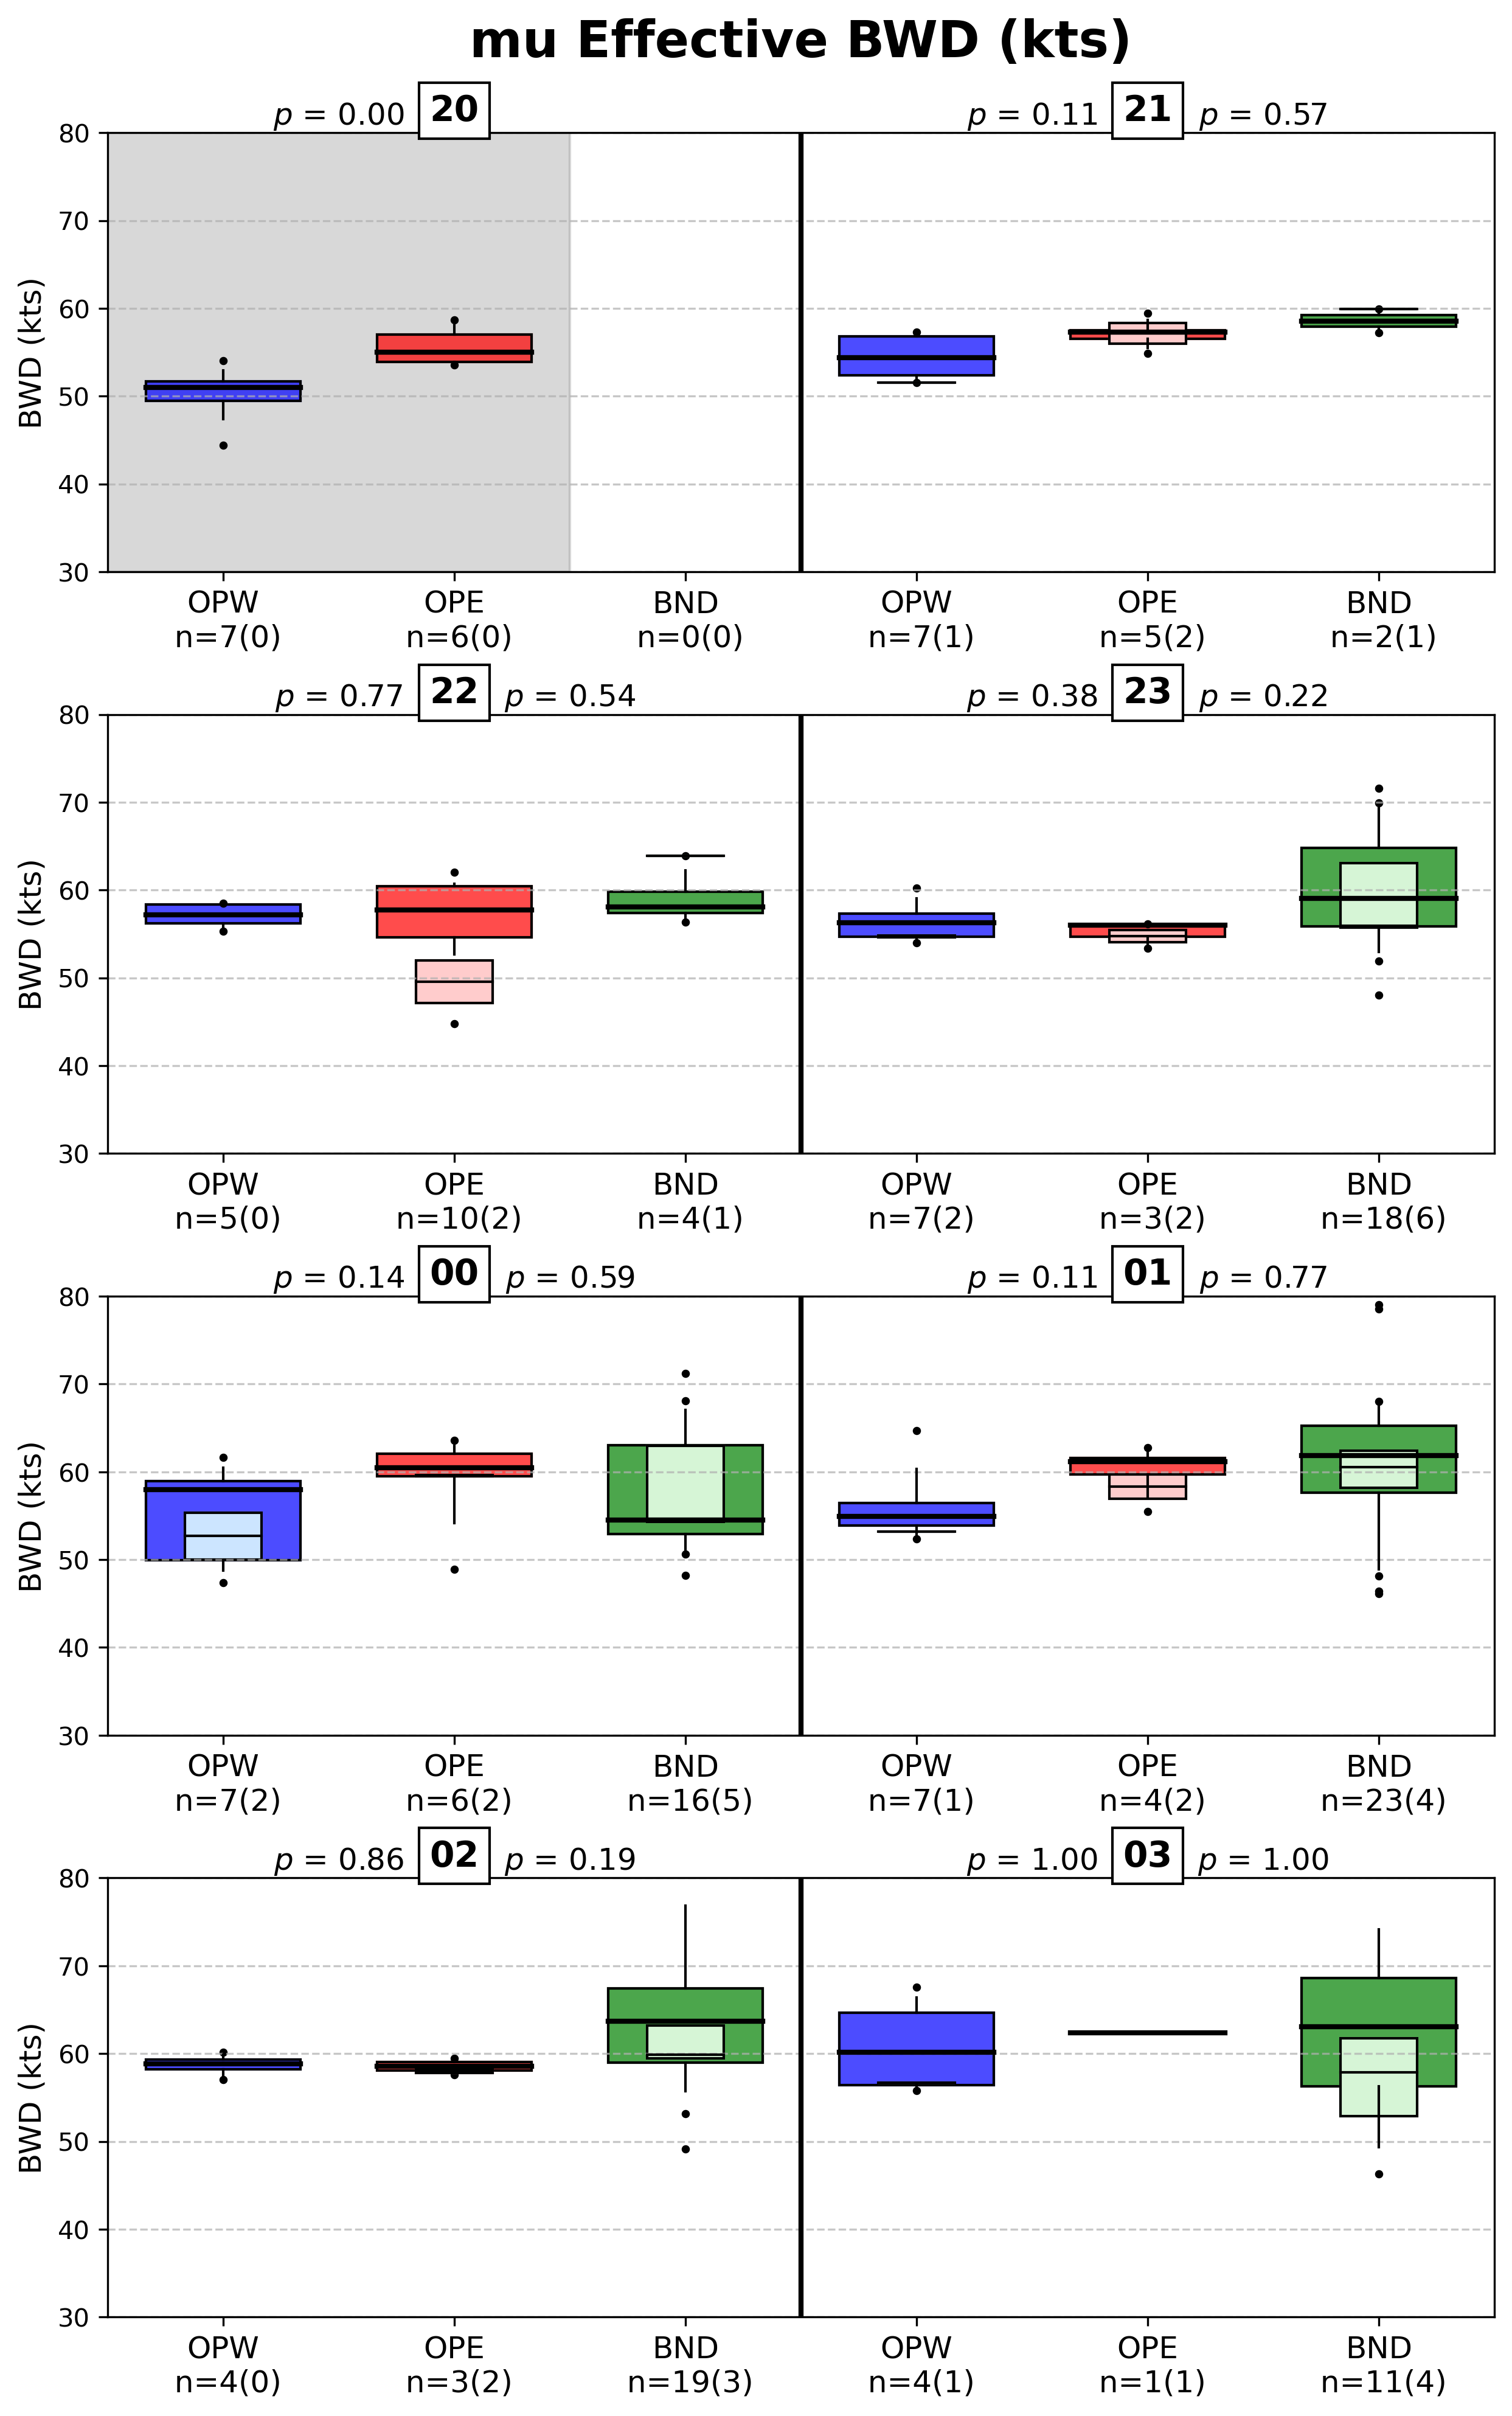 mu Effective BWD (kts)
p = 0.00 20
p = 0.11 21 p = 0.57
80
70
60
50
40
30
BWD (kts)
OPW OPE BND OPW OPE BND
n=7(0) n=6(0) n=0(0) n=7(1) n=5(2) n=2(1)
p = 0.77 22 p = 0.54
p = 0.38 23 p = 0.22
80
70
60
50
40
30
BWD (kts)
OPW OPE BND OPW OPE BND
n=5(0) n=10(2) n=4(1) n=7(2) n=3(2) n=18(6)
p = 0.14 00 p = 0.59
p = 0.11 01 p = 0.77
80
70
60
50
40
30
BWD (kts)
OPW OPE BND OPW OPE BND
n=7(2) n=6(2) n=16(5) n=7(1) n=4(2) n=23(4)
p = 0.86 02 p = 0.19
p = 1.00 03 p = 1.00
80
70
60
50
40
30
BWD (kts)
OPW OPE BND OPW OPE BND
n=4(0) n=3(2) n=19(3) n=4(1) n=1(1) n=11(4)